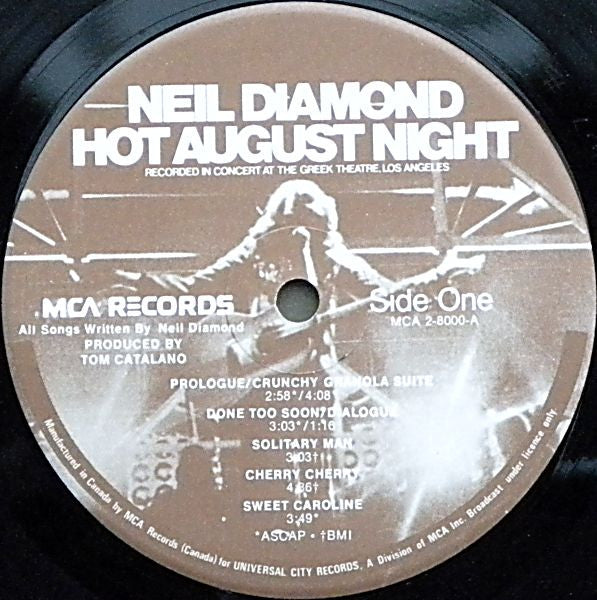 NEIL DIAMOND
HOT AUGUST NIGHT
RECORDED IN CONCERT AT THE GREEK THEATRE, LOS ANGELES
MCA RECORDS
All Songs Written By Neil Diamond
PRODUCED BY
TOM CATALANO
Side One
MCA 2-8000-A
PROLOGUE/CRUNCHY GRANOLA SUITE
2:58*/4:08*
DONE TOO SOON/DIALOGUE
3:03*/1:16
SOLITARY MAN
3:03†
CHERRY CHERRY
4:36†
SWEET CAROLINE
3:49*
*ASCAP • †BMI
Manufactured in Canada by MCA Records (Canada) for UNIVERSAL CITY RECORDS, A Division of MCA Inc. Broadcast under licence only.